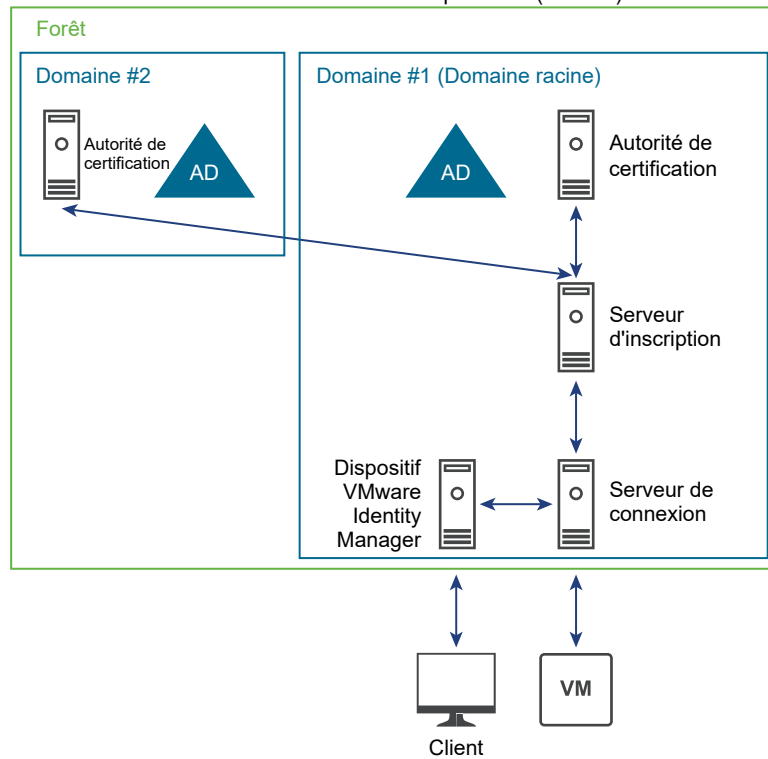 Forêt
Domaine #2
Domaine #1 (Domaine racine)
Autorité de
certification
AD
AD
Autorité de
certification
Serveur
d'inscription
Dispositif
VMware
Identity
Manager
Serveur de
connexion
VM
Client